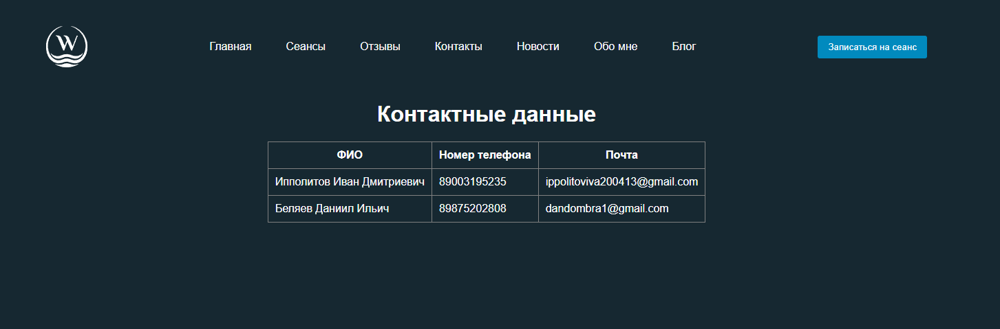 W
Главная Сеансы Отзывы Контакты Новости Обо мне Блог Записаться на сеанс
Контактные данные
ФИО Номер телефона Почта
Ипполитов Иван Дмитриевич 89003195235 ippolitoviva200413@gmail.com
Беляев Даниил Ильич 89875202808 dandombra1@gmail.com